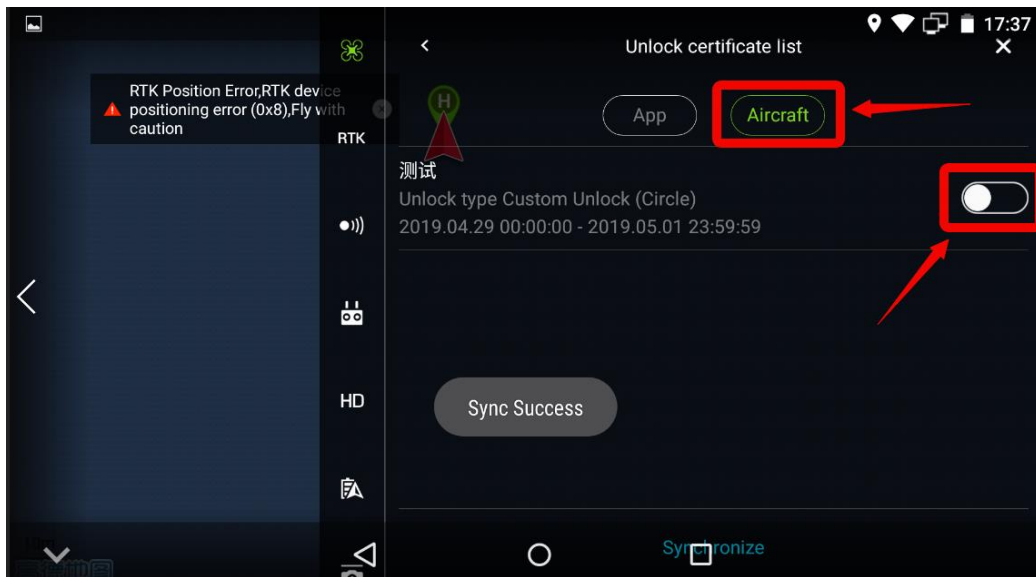 17:37
Unlock certificate list
RTK Position Error,RTK device
positioning error (0x8),Fly with
caution
RTK
HD
H
App
Aircraft
测试
Unlock type Custom Unlock (Circle)
2019.04.29 00:00:00 - 2019.05.01 23:59:59
Sync Success
Synchronize